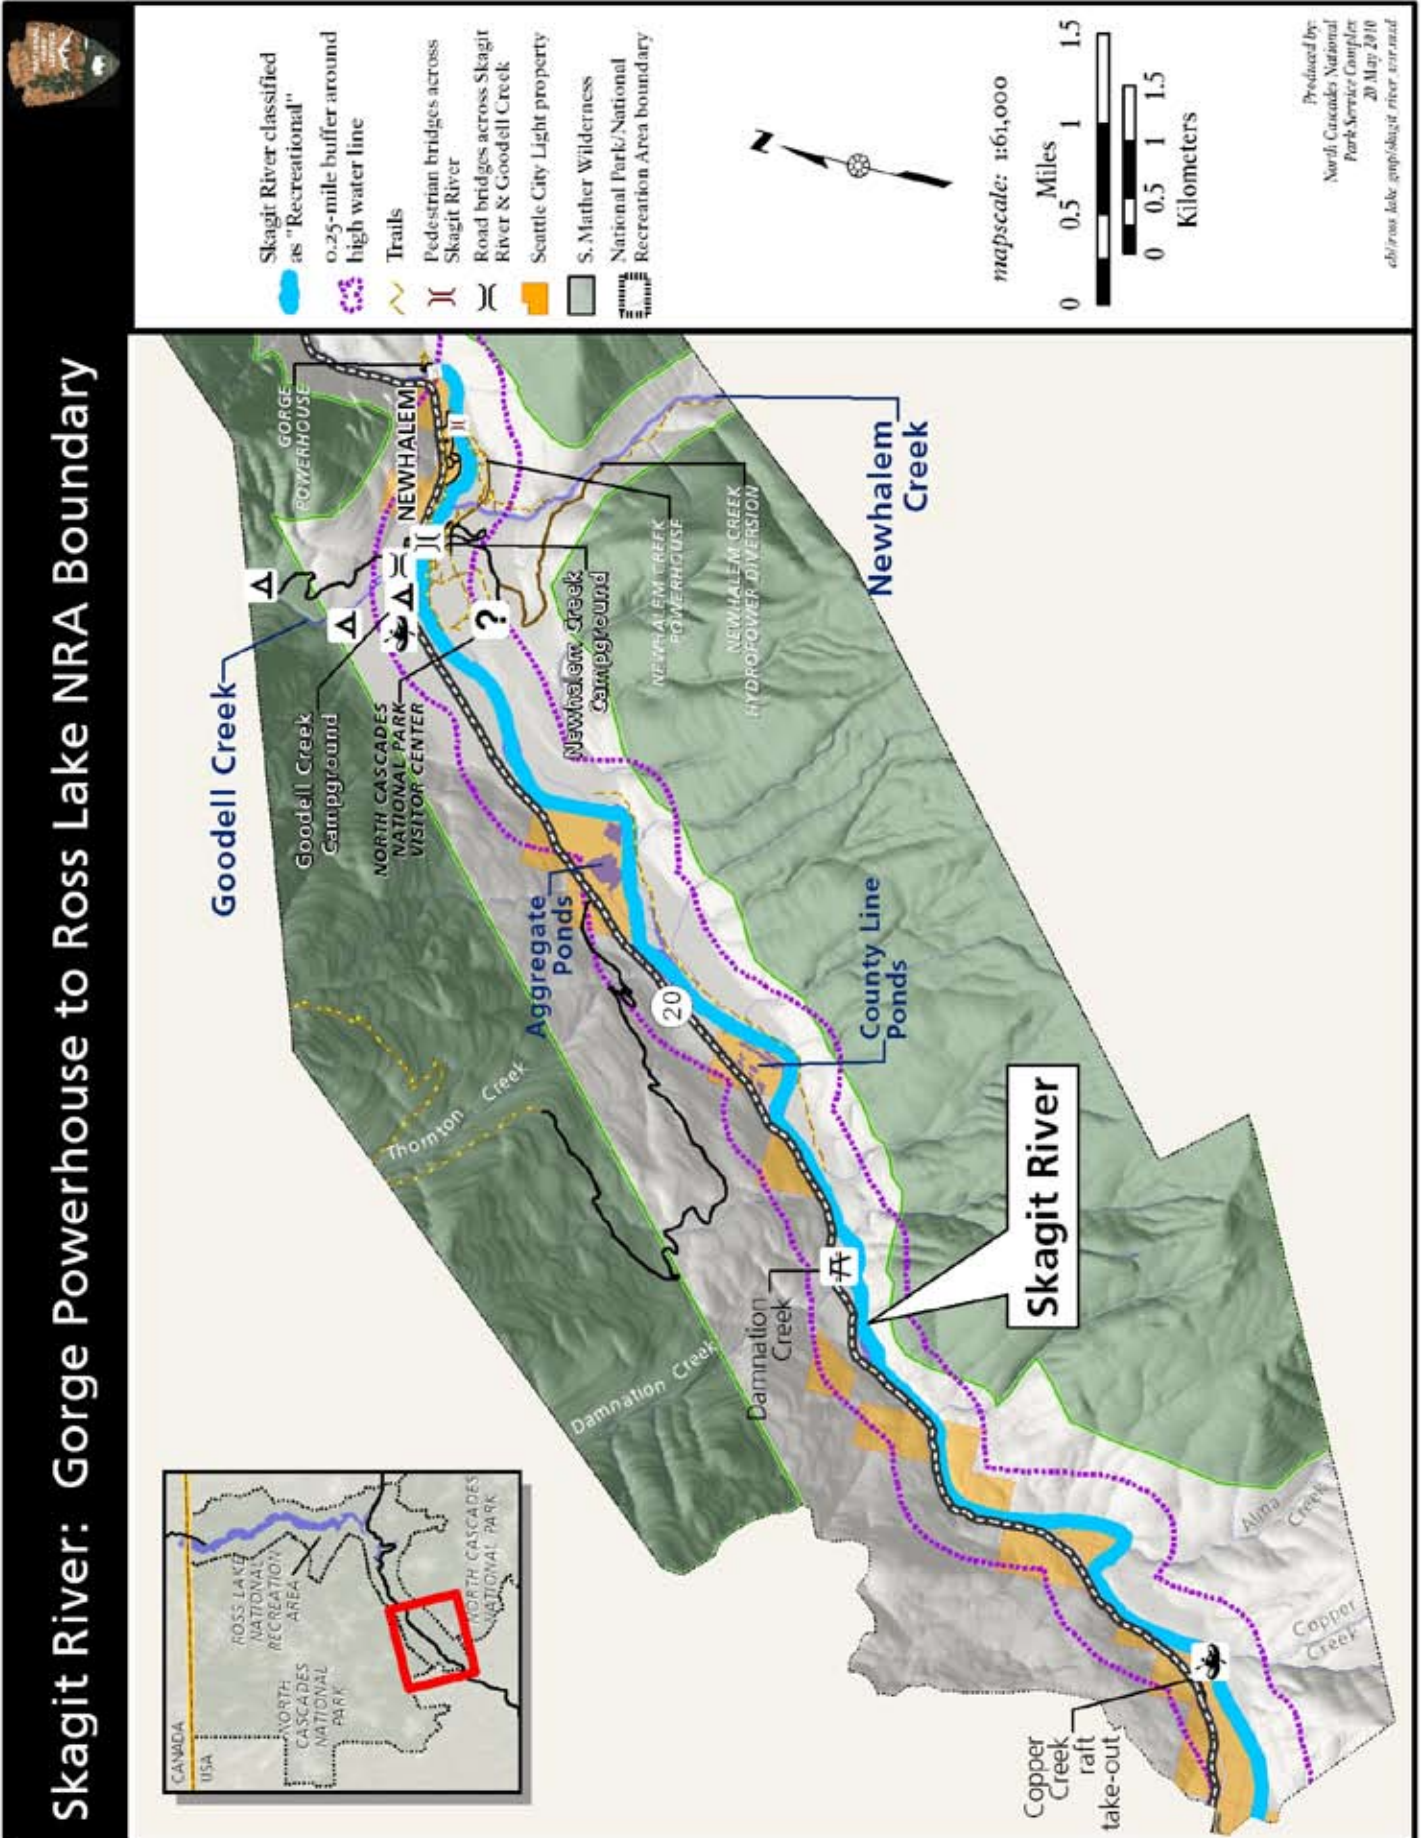 Skagit River: Gorge Powerhouse to Ross Lake NRA Boundary
CANADA
USA
ROSS LAKE
NATIONAL
RECREATION
AREA
NORTH
CASCADES
NATIONAL
PARK
NORTH CASCADES
NATIONAL PARK
Goodell Creek
Goodell Creek
Campground
NORTH CASCADES
NATIONAL PARK
VISITOR CENTER
GORGE
POWERHOUSE
NEWHALEM
?
Thornton Creek
Aggregate
Ponds
20
Newhalem Creek
Campground
NEWHALEM CREEK
POWERHOUSE
NEWHALEM CREEK
HYDROPOWER DIVERSION
Newhalem
Creek
Damnation Creek
Damnation
Creek
County Line
Ponds
Skagit River
Copper
Creek
raft
take-out
Alma
Creek
Copper
Creek
Skagit River classified
as "Recreational"
0.25-mile buffer around
high water line
Trails
Pedestrian bridges across
Skagit River
Road bridges across Skagit
River & Goodell Creek
Seattle City Light property
S. Mather Wilderness
National Park/National
Recreation Area boundary
N
mapscale: 1:61,000
Miles
0 0.5 1 1.5
0 0.5 1 1.5
Kilometers
Produced by:
North Cascades National
Park Service Complex
20 May 2010